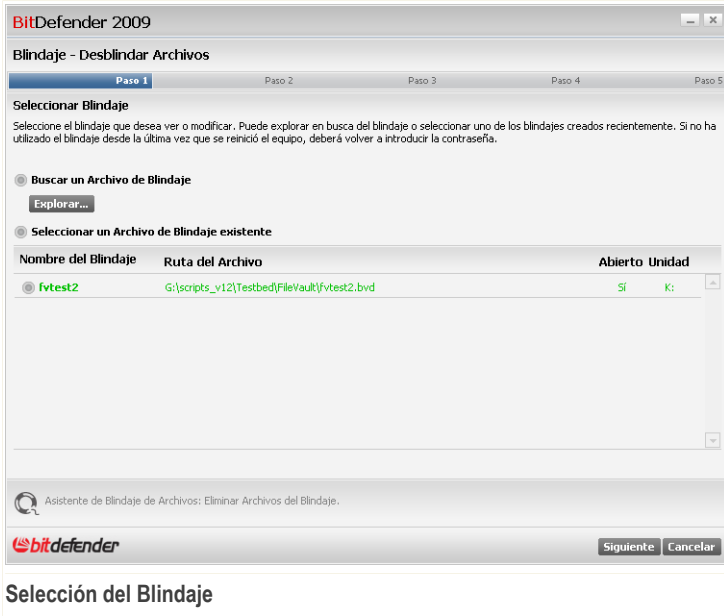 BitDefender 2009
Blindaje - Desblindar Archivos
Paso 1 Paso 2 Paso 3 Paso 4 Paso 5
Seleccionar Blindaje
Seleccione el blindaje que desea ver o modificar. Puede explorar en busca del blindaje o seleccionar uno de los blindajes creados recientemente. Si no ha
utilizado el blindaje desde la última vez que se reinició el equipo, deberá volver a introducir la contraseña.
Buscar un Archivo de Blindaje
Explorar...
Seleccionar un Archivo de Blindaje existente
Nombre del Blindaje Ruta del Archivo Abierto Unidad
fvtest2 G:\scripts_v12\Testbed\FileVault\fvtest2.bvd Sí K:
Asistente de Blindaje de Archivos: Eliminar Archivos del Blindaje.
bitdefender
Siguiente Cancelar
Selección del Blindaje